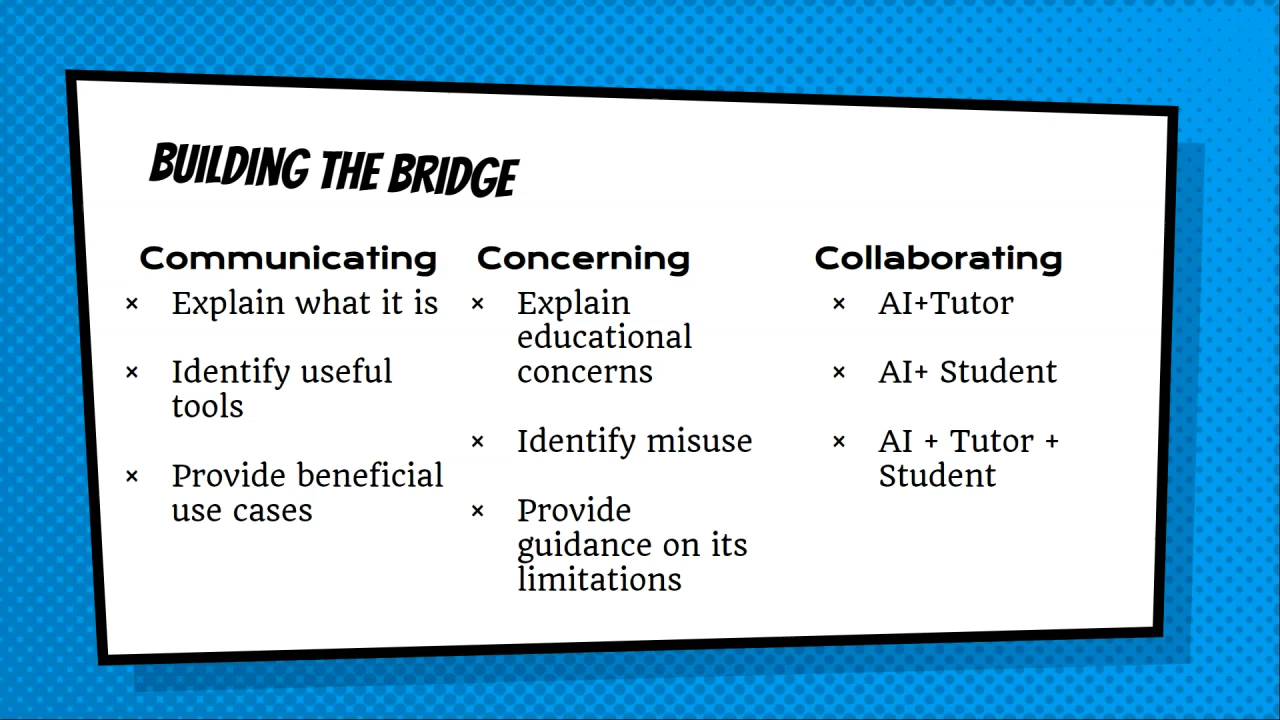 BUILDING THE BRIDGE
Communicating
× Explain what it is
× Identify useful
tools
× Provide beneficial
use cases
Concerning
× Explain
educational
concerns
× Identify misuse
× Provide
guidance on its
limitations
Collaborating
× AI+Tutor
× AI+ Student
× AI + Tutor +
Student